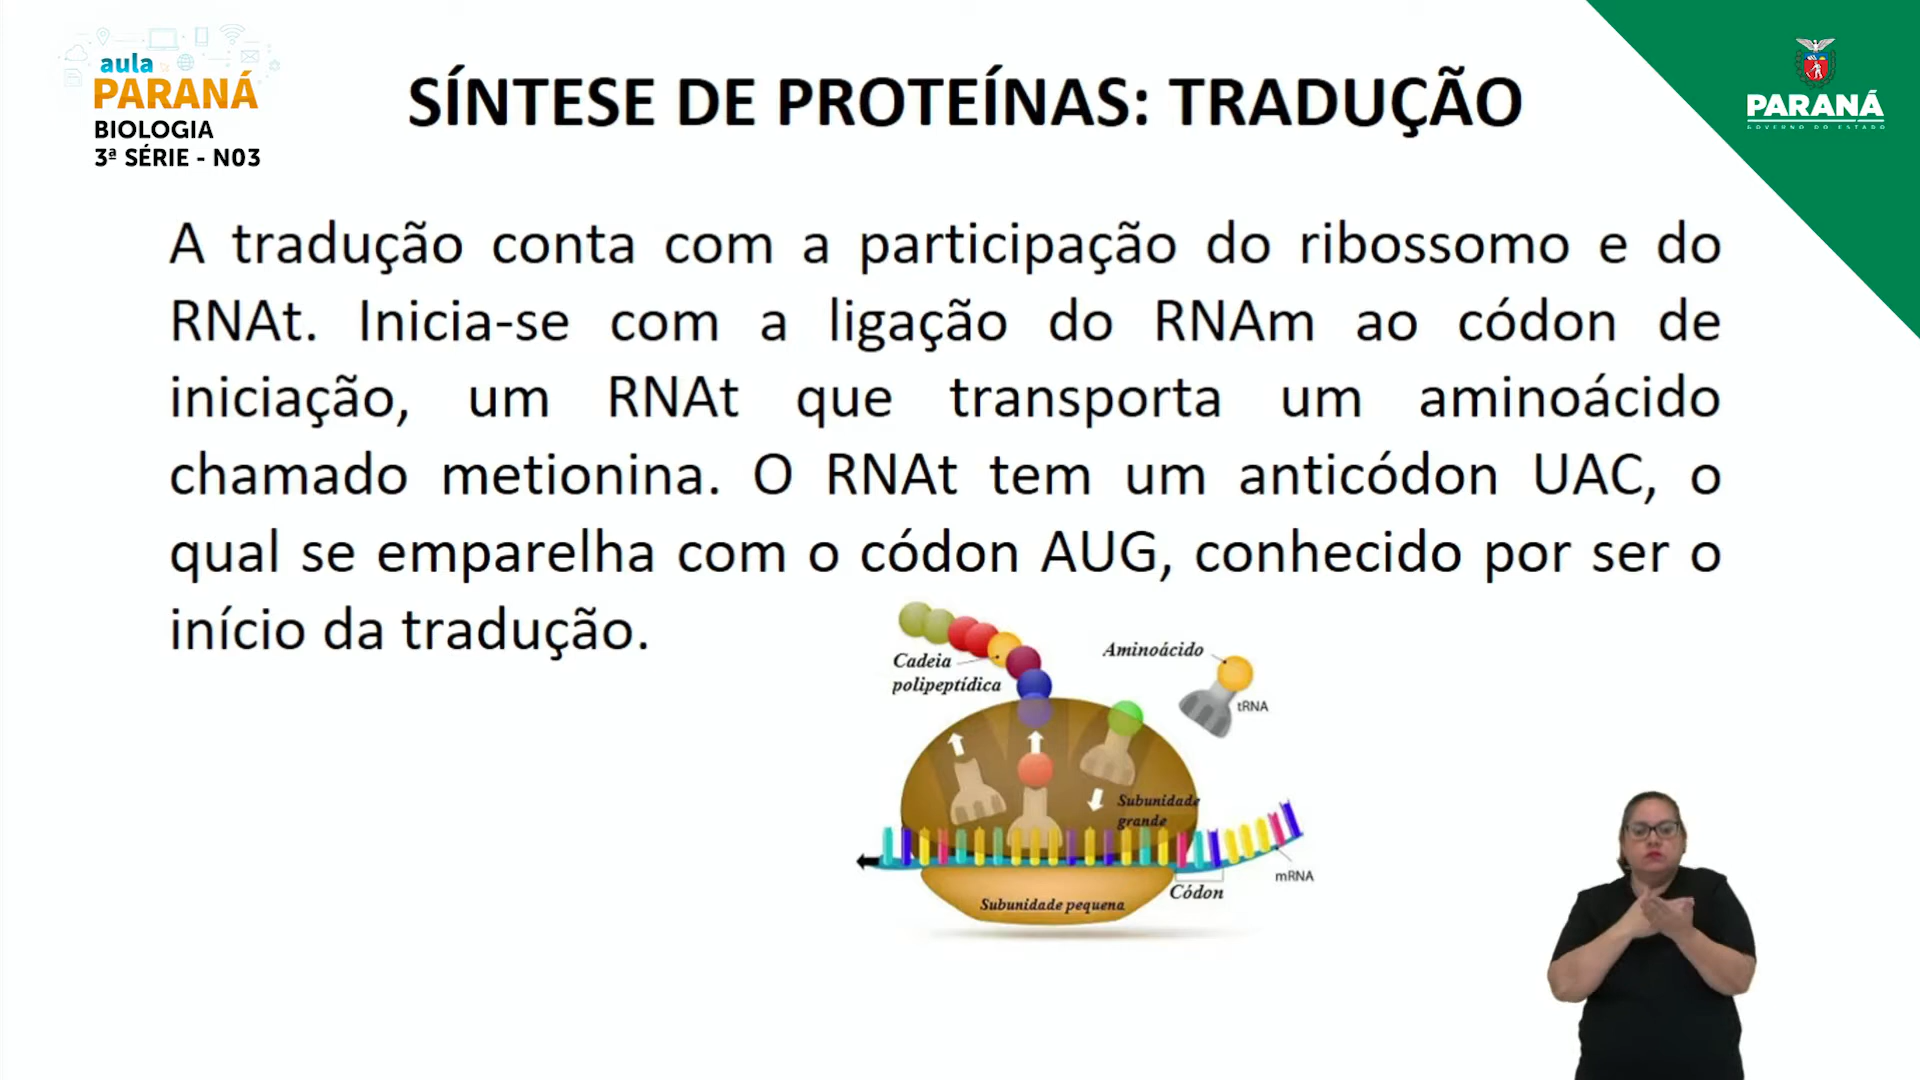 aula
PARANÁ
BIOLOGIA
3ª SÉRIE - N03
SÍNTESE DE PROTEÍNAS: TRADUÇÃO
PARANÁ
GOVERNO DO ESTADO
A tradução conta com a participação do ribossomo e do
RNAt. Inicia-se com a ligação do RNAm ao códon de
iniciação, um RNAt que transporta um aminoácido
chamado metionina. O RNAt tem um anticódon UAC, o
qual se emparelha com o códon AUG, conhecido por ser o
início da tradução.
Cadeia
polipeptídica
Aminoácido
tRNA
Subunidade
grande
mRNA
Códon
Subunidade pequena